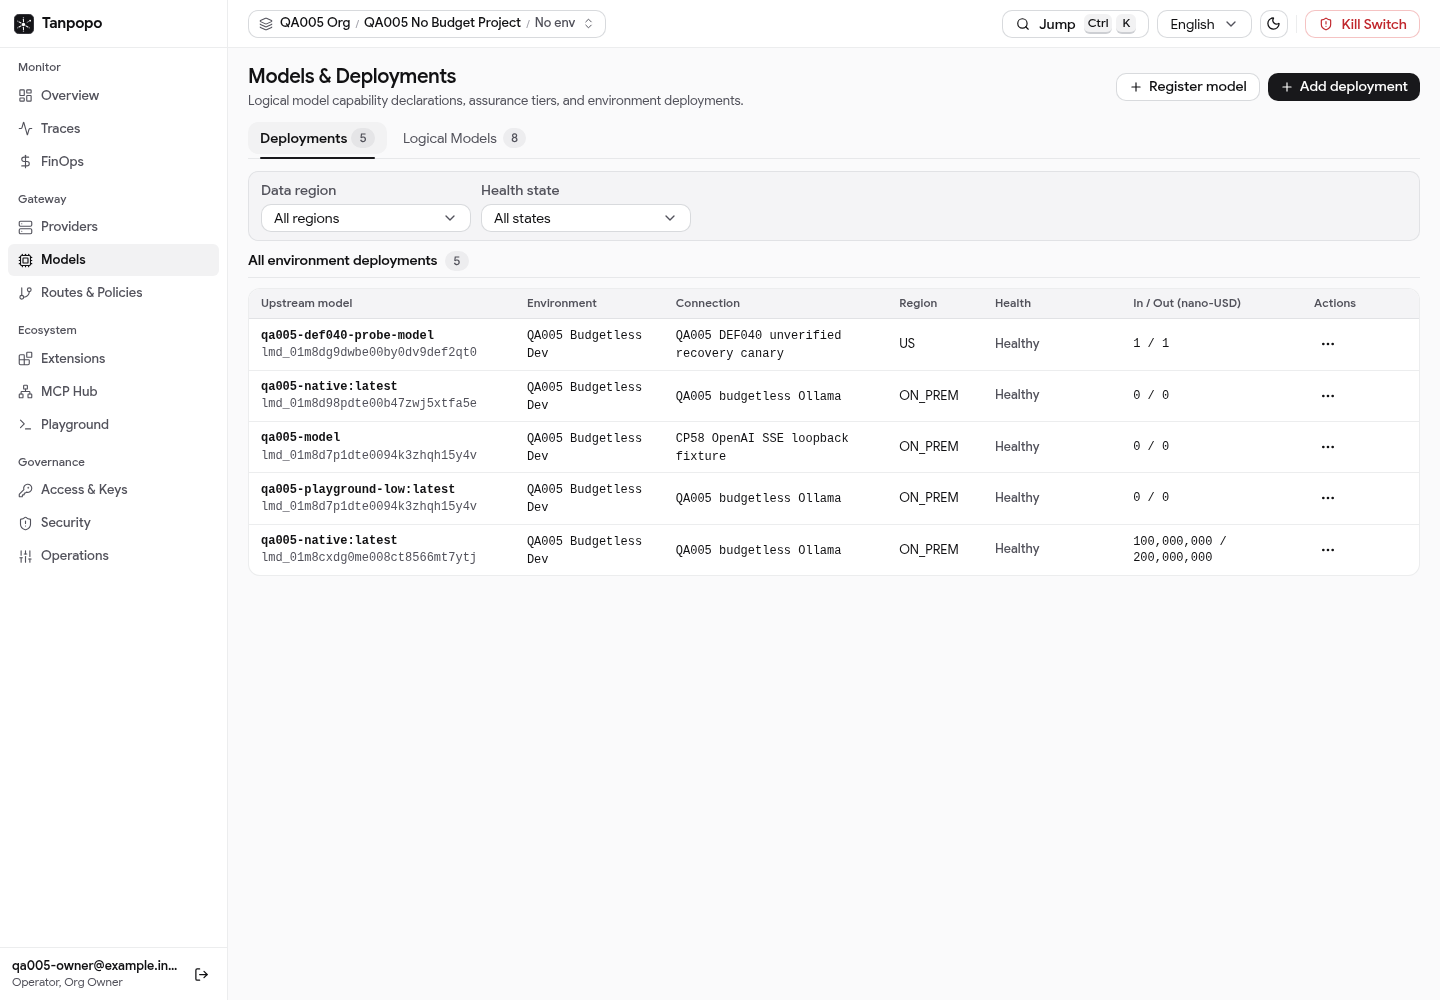 Tanpopo
QA005 Org / QA005 No Budget Project / No env
Jump Ctrl K
English
Kill Switch
Monitor
Overview
Traces
FinOps
Gateway
Providers
Models
Routes & Policies
Ecosystem
Extensions
MCP Hub
Playground
Governance
Access & Keys
Security
Operations
qa005-owner@example.in...
Operator, Org Owner
Models & Deployments
Logical model capability declarations, assurance tiers, and environment deployments.
+ Register model
+ Add deployment
Deployments 5
Logical Models 8
Data region
Health state
All regions
All states
All environment deployments 5
Upstream model Environment Connection Region Health In / Out (nano-USD) Actions
qa005-def040-probe-model
lmd_01m8dg9dwbe00by0dv9def2qt0
QA005 Budgetless
Dev
QA005 DEF040 unverified
recovery canary
US
Healthy
1 / 1
qa005-native:latest
lmd_01m8d98pdte00b47zwj5xtfa5e
QA005 Budgetless
Dev
QA005 budgetless Ollama
ON_PREM
Healthy
0 / 0
qa005-model
lmd_01m8d7p1dte0094k3zhqh15y4v
QA005 Budgetless
Dev
CP58 OpenAI SSE loopback
fixture
ON_PREM
Healthy
0 / 0
qa005-playground-low:latest
lmd_01m8d7p1dte0094k3zhqh15y4v
QA005 Budgetless
Dev
QA005 budgetless Ollama
ON_PREM
Healthy
0 / 0
qa005-native:latest
lmd_01m8cxdg0me008ct8566mt7ytj
QA005 Budgetless
Dev
QA005 budgetless Ollama
ON_PREM
Healthy
100,000,000 /
200,000,000